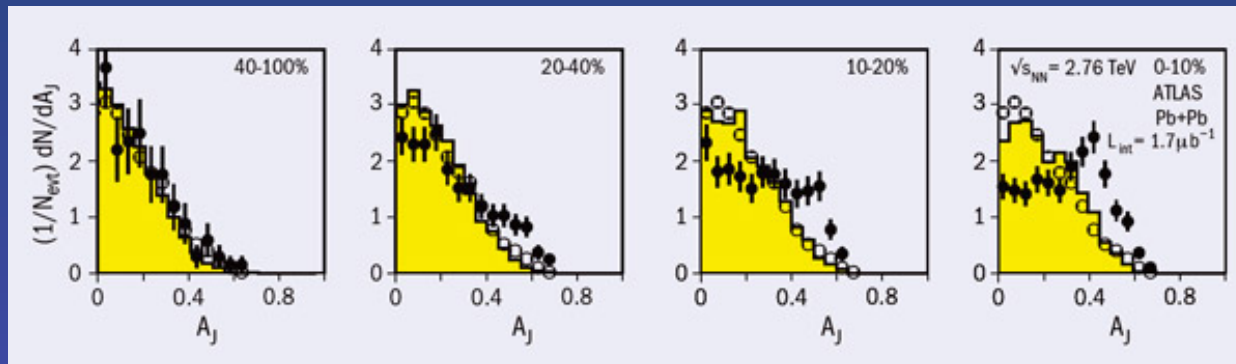 (1/N_evt) dN/dA_J
4
3
2
1
0
40-100%
0 0.4 0.8
A_J
4
3
2
1
0
20-40%
0 0.4 0.8
A_J
4
3
2
1
0
10-20%
0 0.4 0.8
A_J
4
3
2
1
0
√s_NN = 2.76 TeV 0-10%
ATLAS
Pb+Pb
L_int = 1.7μb⁻¹
0 0.4 0.8
A_J